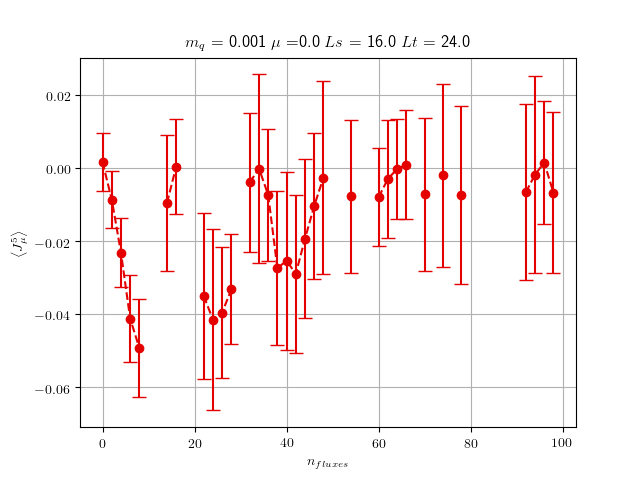 $m_q$ = 0.001 $\mu$ =0.0 $Ls$ = 16.0 $Lt$ = 24.0
0.02
0.00
−0.02
−0.04
−0.06
$\langle J^5_\mu \rangle$
0 20 40 60 80 100
$n_{fluxes}$